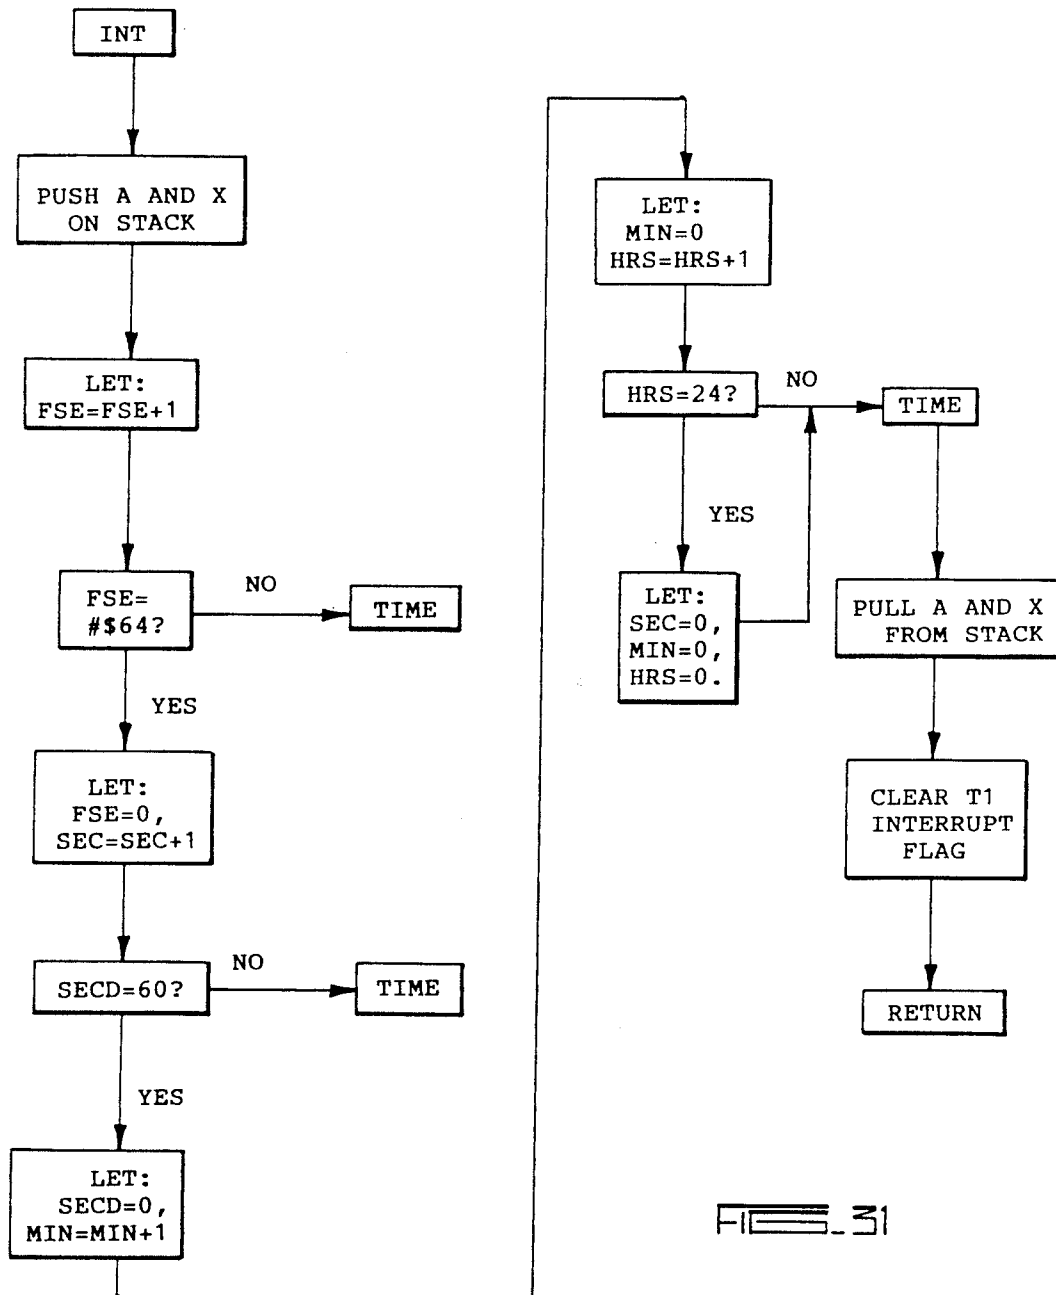 INT
PUSH A AND X
ON STACK
LET:
FSE=FSE+1
FSE=
#$64?
NO
TIME
YES
LET:
FSE=0,
SEC=SEC+1
SECD=60?
NO
TIME
YES
LET:
SECD=0,
MIN=MIN+1
LET:
MIN=0
HRS=HRS+1
HRS=24?
NO
TIME
YES
LET:
SEC=0,
MIN=0,
HRS=0.
PULL A AND X
FROM STACK
CLEAR T1
INTERRUPT
FLAG
RETURN
FIG_31